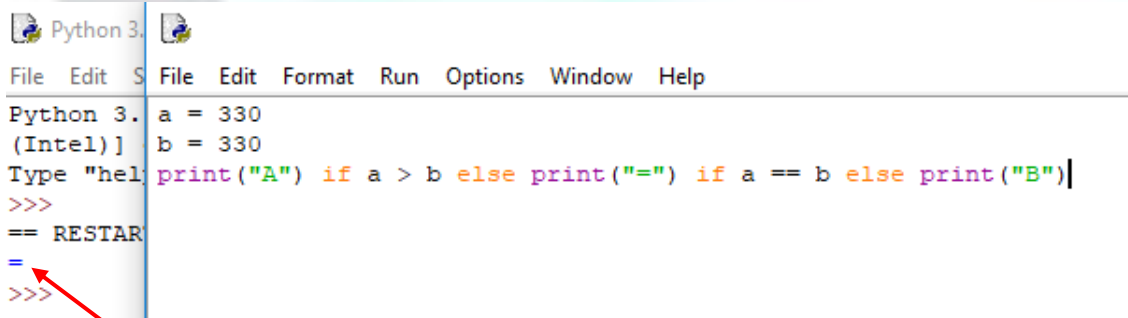 Python 3.
File Edit S
Python 3.
(Intel)]
Type "hel
>>>
== RESTAR
=
>>>
File Edit Format Run Options Window Help
a = 330
b = 330
print("A") if a > b else print("=") if a == b else print("B")